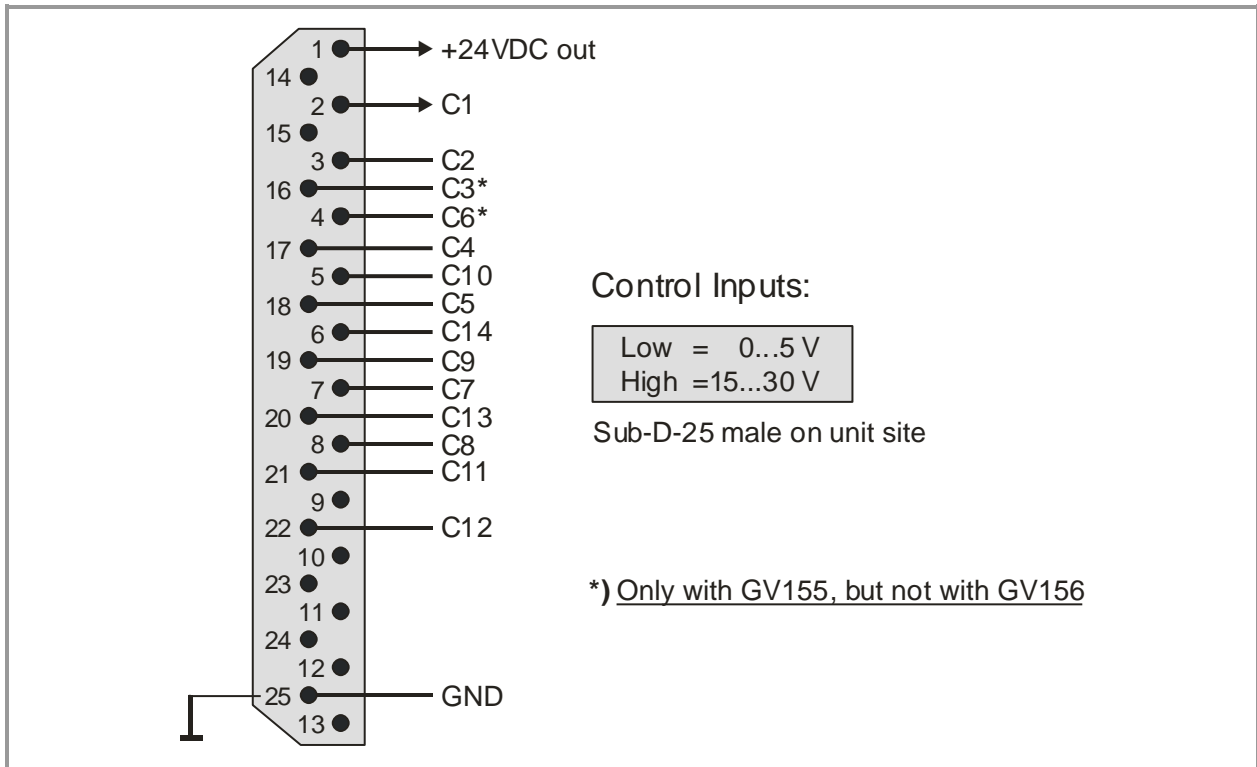 1 +24VDC out
14
2 C1
15
3 C2
16 C3*
4 C6*
17 C4
5 C10
18 C5
6 C14
19 C9
7 C7
20 C13
8 C8
21 C11
9
22 C12
10
23
11
24
12
25 GND
13
Control Inputs:
Low = 0...5 V
High =15...30 V
Sub-D-25 male on unit site
*) Only with GV155, but not with GV156